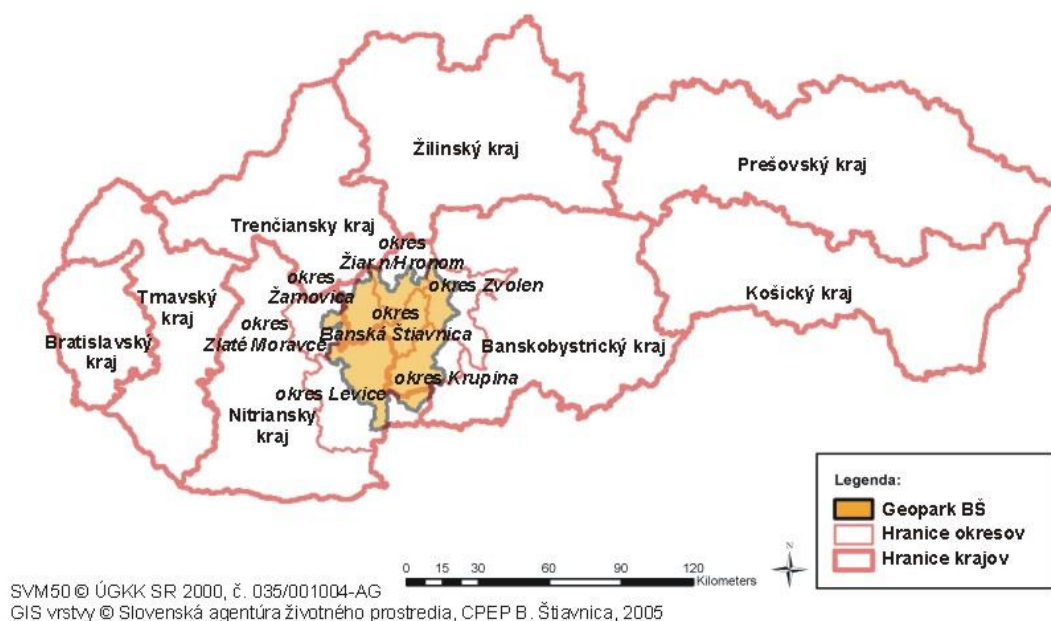 Žilinský kraj
Prešovský kraj
Trenčiansky kraj
okres
Žiar n/Hronom
okres
Žarnovica
okres Zvolen
Trnavský
kraj
Košický kraj
okres
Banská Štiavnica
okres
Zlaté Moravce
Bratislavský
kraj
Banskobystrický kraj
okres Krupina
okres Levice
Nitriansky
kraj
Legenda:
Geopark BŠ
Hranice okresov
Hranice krajov
N
0 15 30 60 90 120
Kilometers
SVM50 © ÚGKK SR 2000, č. 035/001004-AG
GIS vrstvy © Slovenská agentúra životného prostredia, CPEP B. Štiavnica, 2005